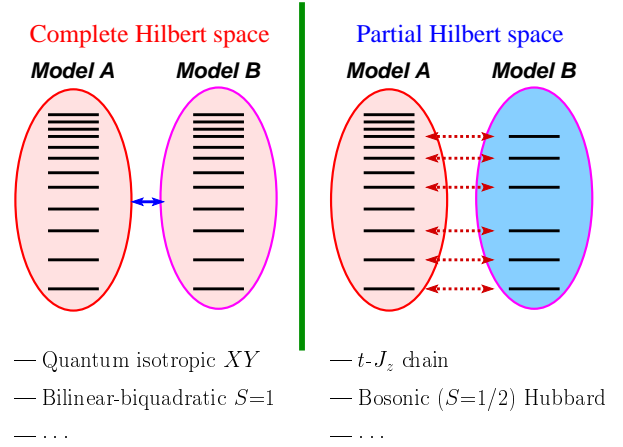 Complete Hilbert space
Model A Model B
— Quantum isotropic XY
— Bilinear-biquadratic S=1
— . . .
Partial Hilbert space
Model A Model B
— t-J_z chain
— Bosonic (S=1/2) Hubbard
— . . .